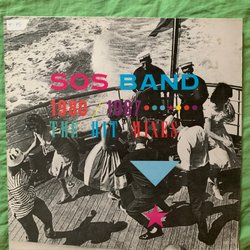 SOS BAND
1980 1987
THE HIT MIXES